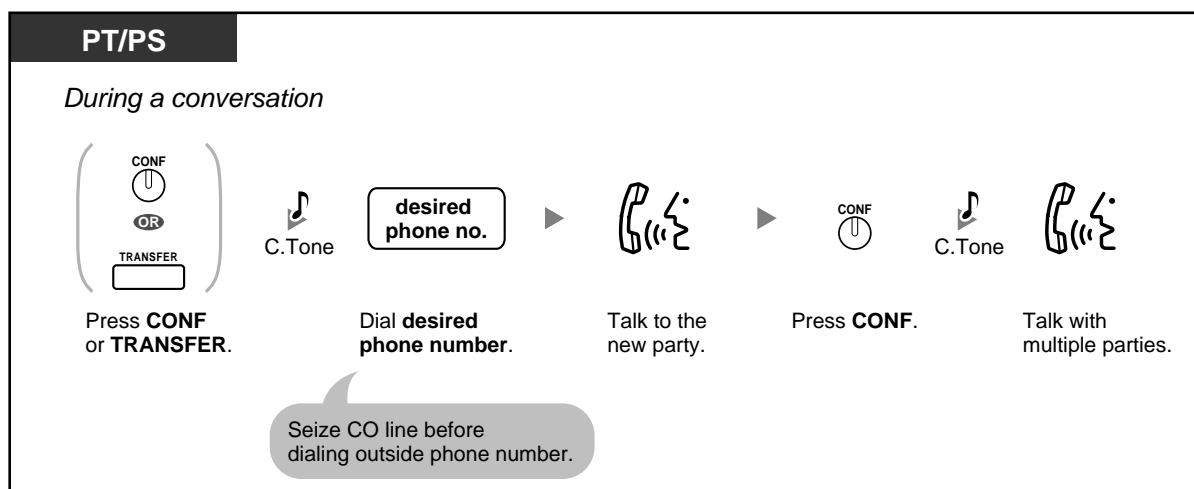 PT/PS
During a conversation
CONF
OR
TRANSFER
C.Tone
desired
phone no.
CONF
C.Tone
Press CONF
or TRANSFER.
Dial desired
phone number.
Talk to the
new party.
Press CONF.
Talk with
multiple parties.
Seize CO line before
dialing outside phone number.